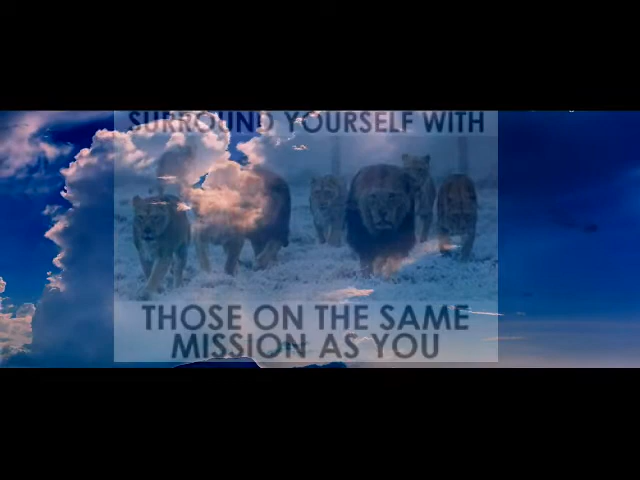 SURROUND YOURSELF WITH
THOSE ON THE SAME
MISSION AS YOU